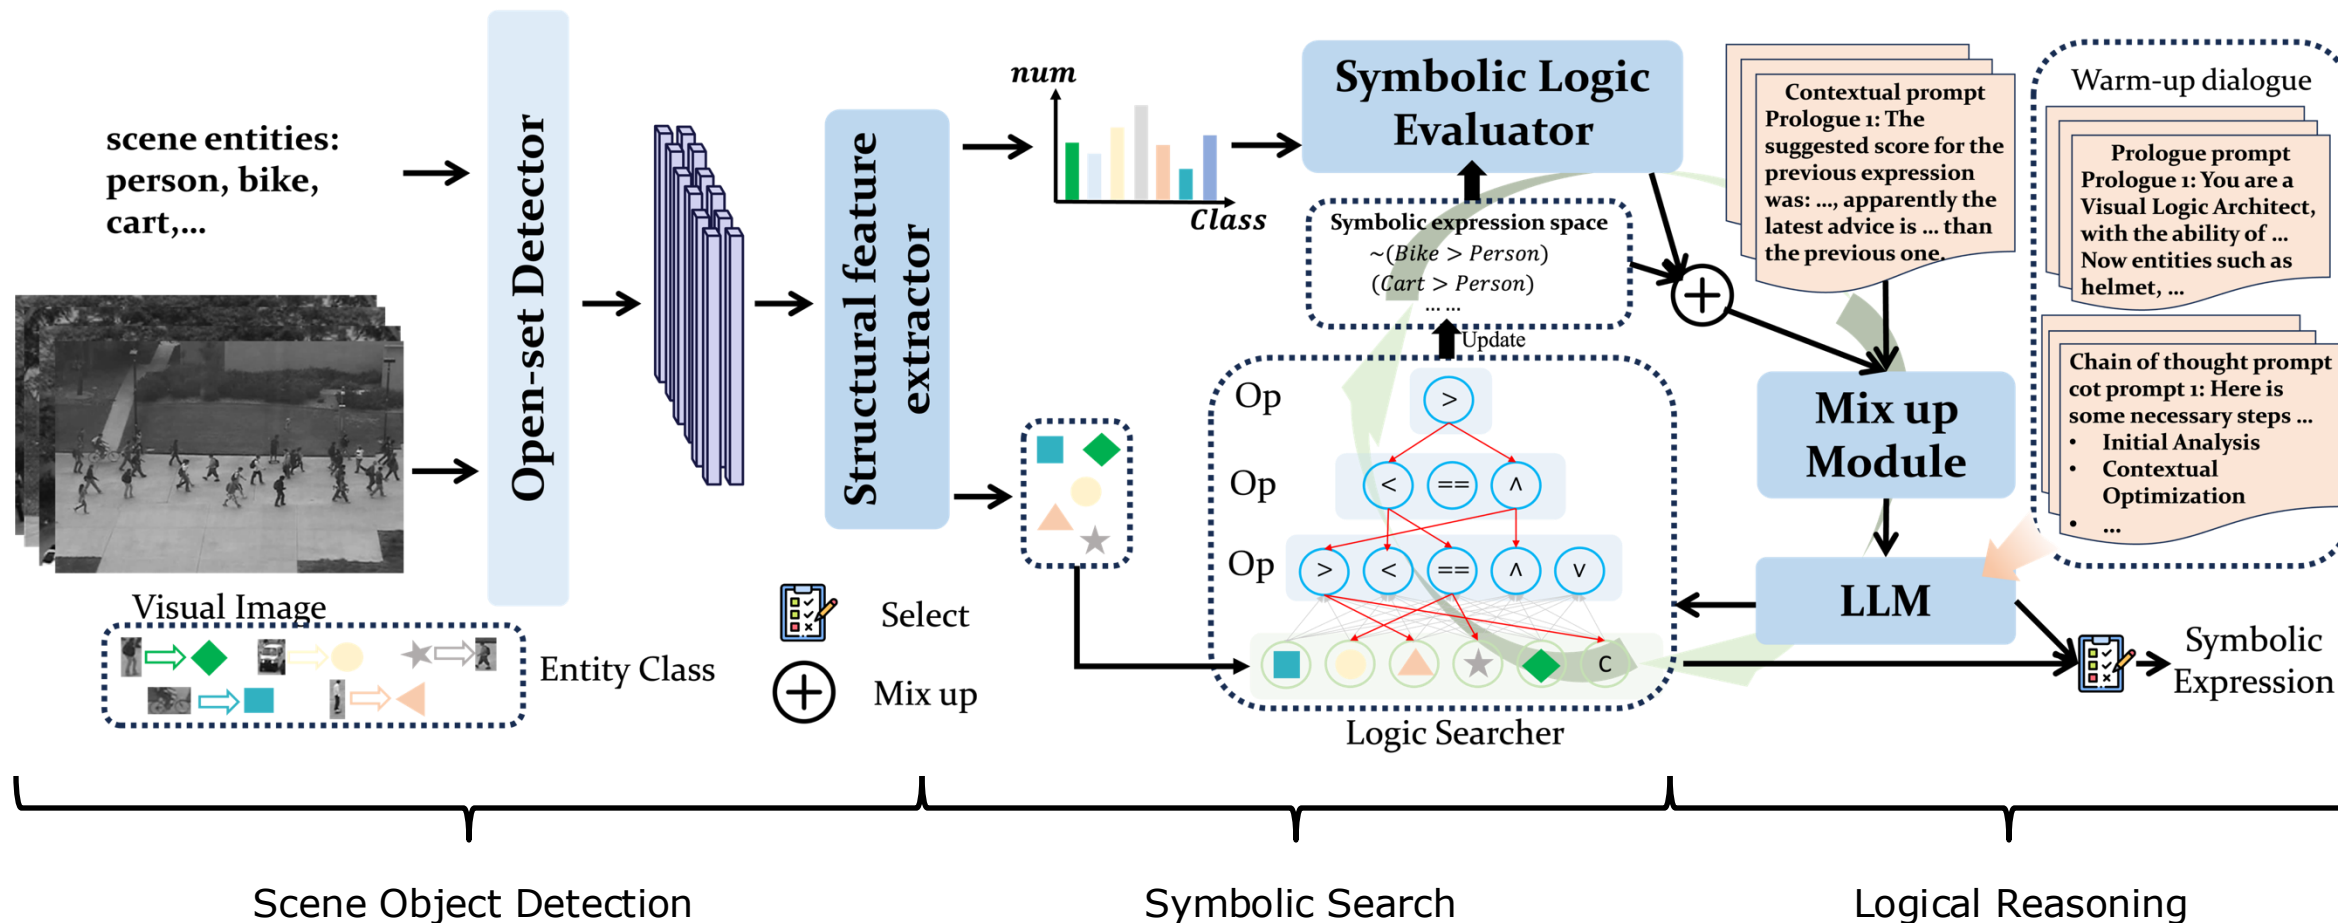 scene entities:
person, bike,
cart,...
Visual Image
Entity Class
Open-set Detector
Structural feature
extractor
Select
Mix up
num
Class
Symbolic Logic
Evaluator
Symbolic expression space
~(Bike > Person)
(Cart > Person)
... ...
Update
Op
>
Op
<
==
∧
Op
>
<
==
∧
∨
C
Logic Searcher
Contextual prompt
Prologue 1: The
suggested score for the
previous expression
was: ..., apparently the
latest advice is ... than
the previous one.
Mix up
Module
LLM
Warm-up dialogue
Prologue prompt
Prologue 1: You are a
Visual Logic Architect,
with the ability of ...
Now entities such as
helmet, ...
Chain of thought prompt
cot prompt 1: Here is
some necessary steps ...
• Initial Analysis
• Contextual
Optimization
• ...
Symbolic
Expression
Scene Object Detection
Symbolic Search
Logical Reasoning